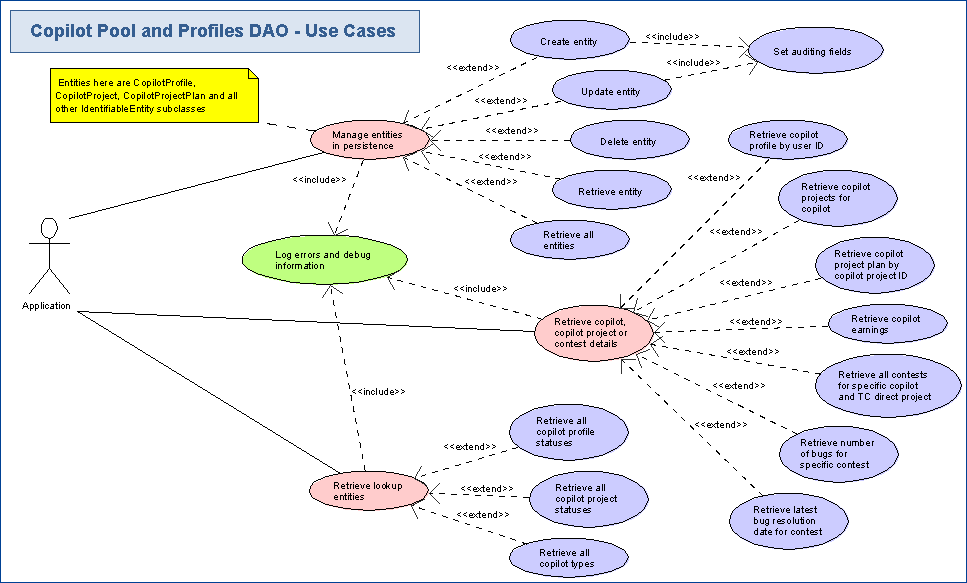 Copilot Pool and Profiles DAO - Use Cases
Entities here are CopilotProfile,
CopilotProject, CopilotProjectPlan and all
other IdentifiableEntity subclasses
Create entity
<<include>>
Set auditing fields
<<include>>
<<extend>>
Update entity
<<extend>>
Manage entities
in persistence
<<extend>>
Delete entity
<<extend>>
Retrieve entity
<<extend>>
Retrieve all
entities
<<include>>
Retrieve copilot
profile by user ID
<<extend>>
Retrieve copilot
projects for
copilot
<<extend>>
Log errors and debug
information
Retrieve copilot
project plan by
copilot project ID
<<extend>>
<<include>>
Application
Retrieve copilot,
copilot project or
contest details
<<extend>>
Retrieve copilot
earnings
<<extend>>
Retrieve all contests
for specific copilot
and TC direct project
<<extend>>
Retrieve number
of bugs for
specific contest
<<extend>>
Retrieve latest
bug resolution
date for contest
<<include>>
Retrieve all
copilot profile
statuses
<<extend>>
Retrieve lookup
entities
<<extend>>
Retrieve all
copilot project
statuses
<<extend>>
Retrieve all
copilot types